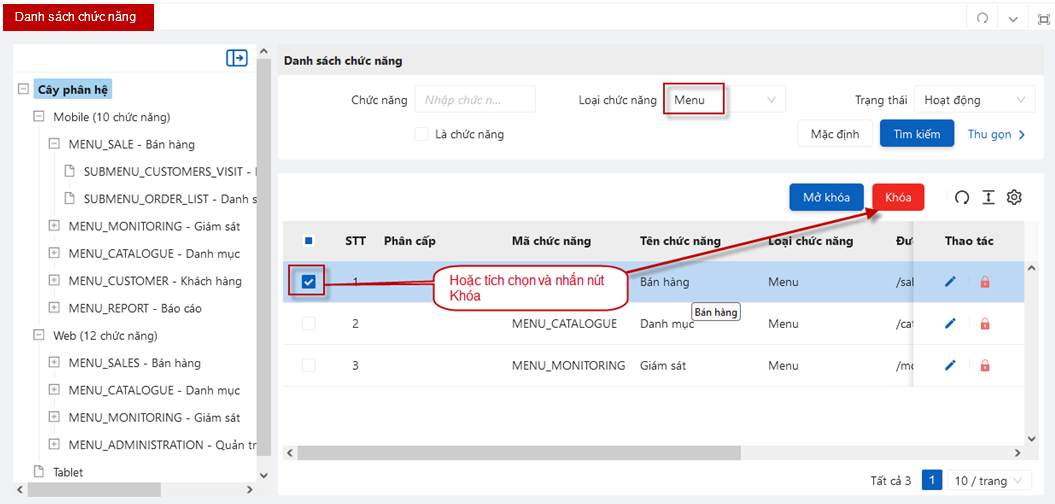 Danh sách chức năng
Cây phân hệ
Mobile (10 chức năng)
MENU_SALE - Bán hàng
SUBMENU_CUSTOMERS_VISIT -
SUBMENU_ORDER_LIST - Danh s
MENU_MONITORING - Giám sát
MENU_CATALOGUE - Danh mục
MENU_CUSTOMER - Khách hàng
MENU_REPORT - Báo cáo
Web (12 chức năng)
MENU_SALES - Bán hàng
MENU_CATALOGUE - Danh mục
MENU_MONITORING - Giám sát
MENU_ADMINISTRATION - Quản tr
Tablet
Danh sách chức năng
Chức năng Nhập chức n... Loại chức năng Menu Trạng thái Hoạt động
Là chức năng Mặc định Tìm kiếm Thu gọn
Mở khóa Khóa
STT Phân cấp Mã chức năng Tên chức năng Loại chức năng Đư Thao tác
1 Bán hàng Menu /sal
Hoặc tích chọn và nhấn nút
Khóa
Bán hàng
2 MENU_CATALOGUE Danh mục Menu /cat
3 MENU_MONITORING Giám sát Menu /mo
Tất cả 3 1 10 / trang